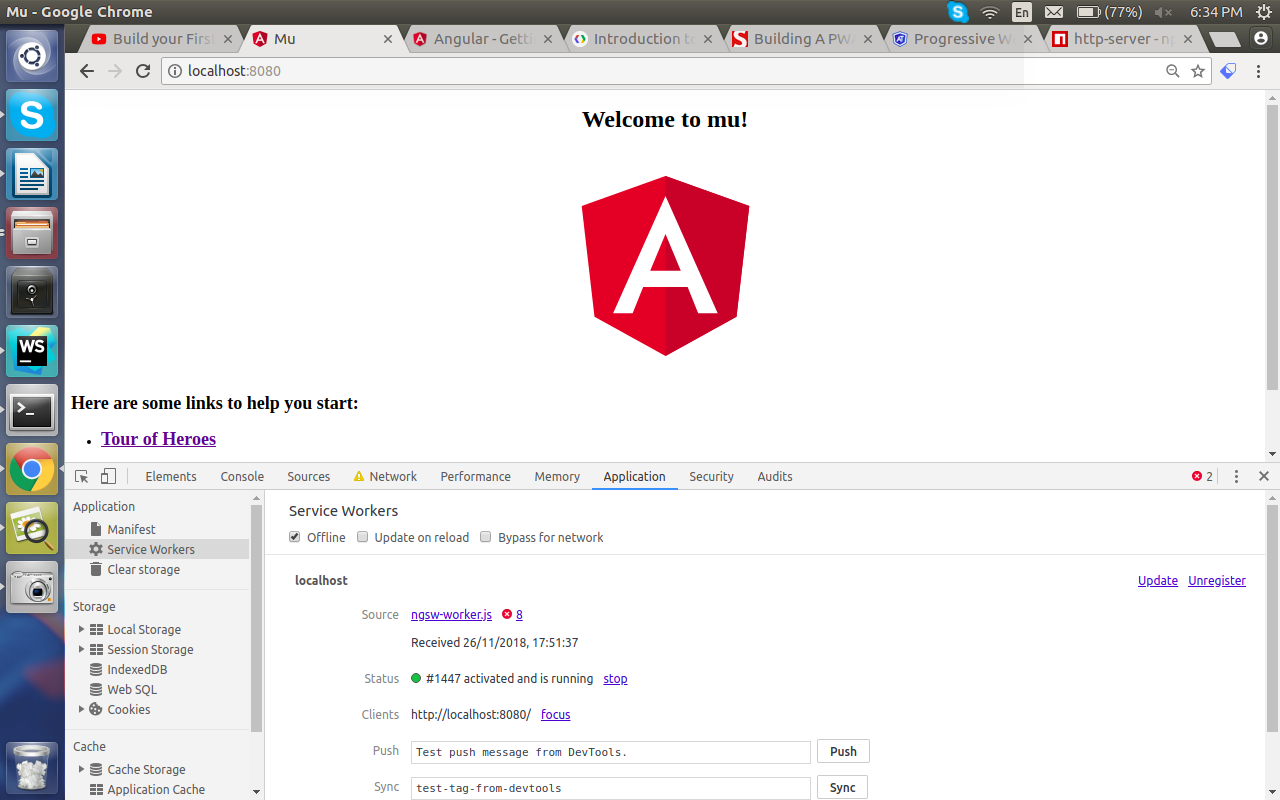 Mu - Google Chrome
En
(77%)
6:34 PM
Build your Firs
Mu
Angular - Gett
Introduction to
Building A PWA
Progressive W
http-server - n
localhost:8080
Welcome to mu!
A
Here are some links to help you start:
Tour of Heroes
WS
Elements
Console
Sources
Network
Performance
Memory
Application
Security
Audits
2
Application
Manifest
Service Workers
Clear storage
Storage
Local Storage
Session Storage
IndexedDB
Web SQL
Cookies
Cache
Cache Storage
Application Cache
Service Workers
Offline
Update on reload
Bypass for network
localhost
Update
Unregister
Source
ngsw-worker.js
8
Received 26/11/2018, 17:51:37
Status
#1447 activated and is running
stop
Clients
http://localhost:8080/
focus
Push
Test push message from DevTools.
Push
Sync
test-tag-from-devtools
Sync